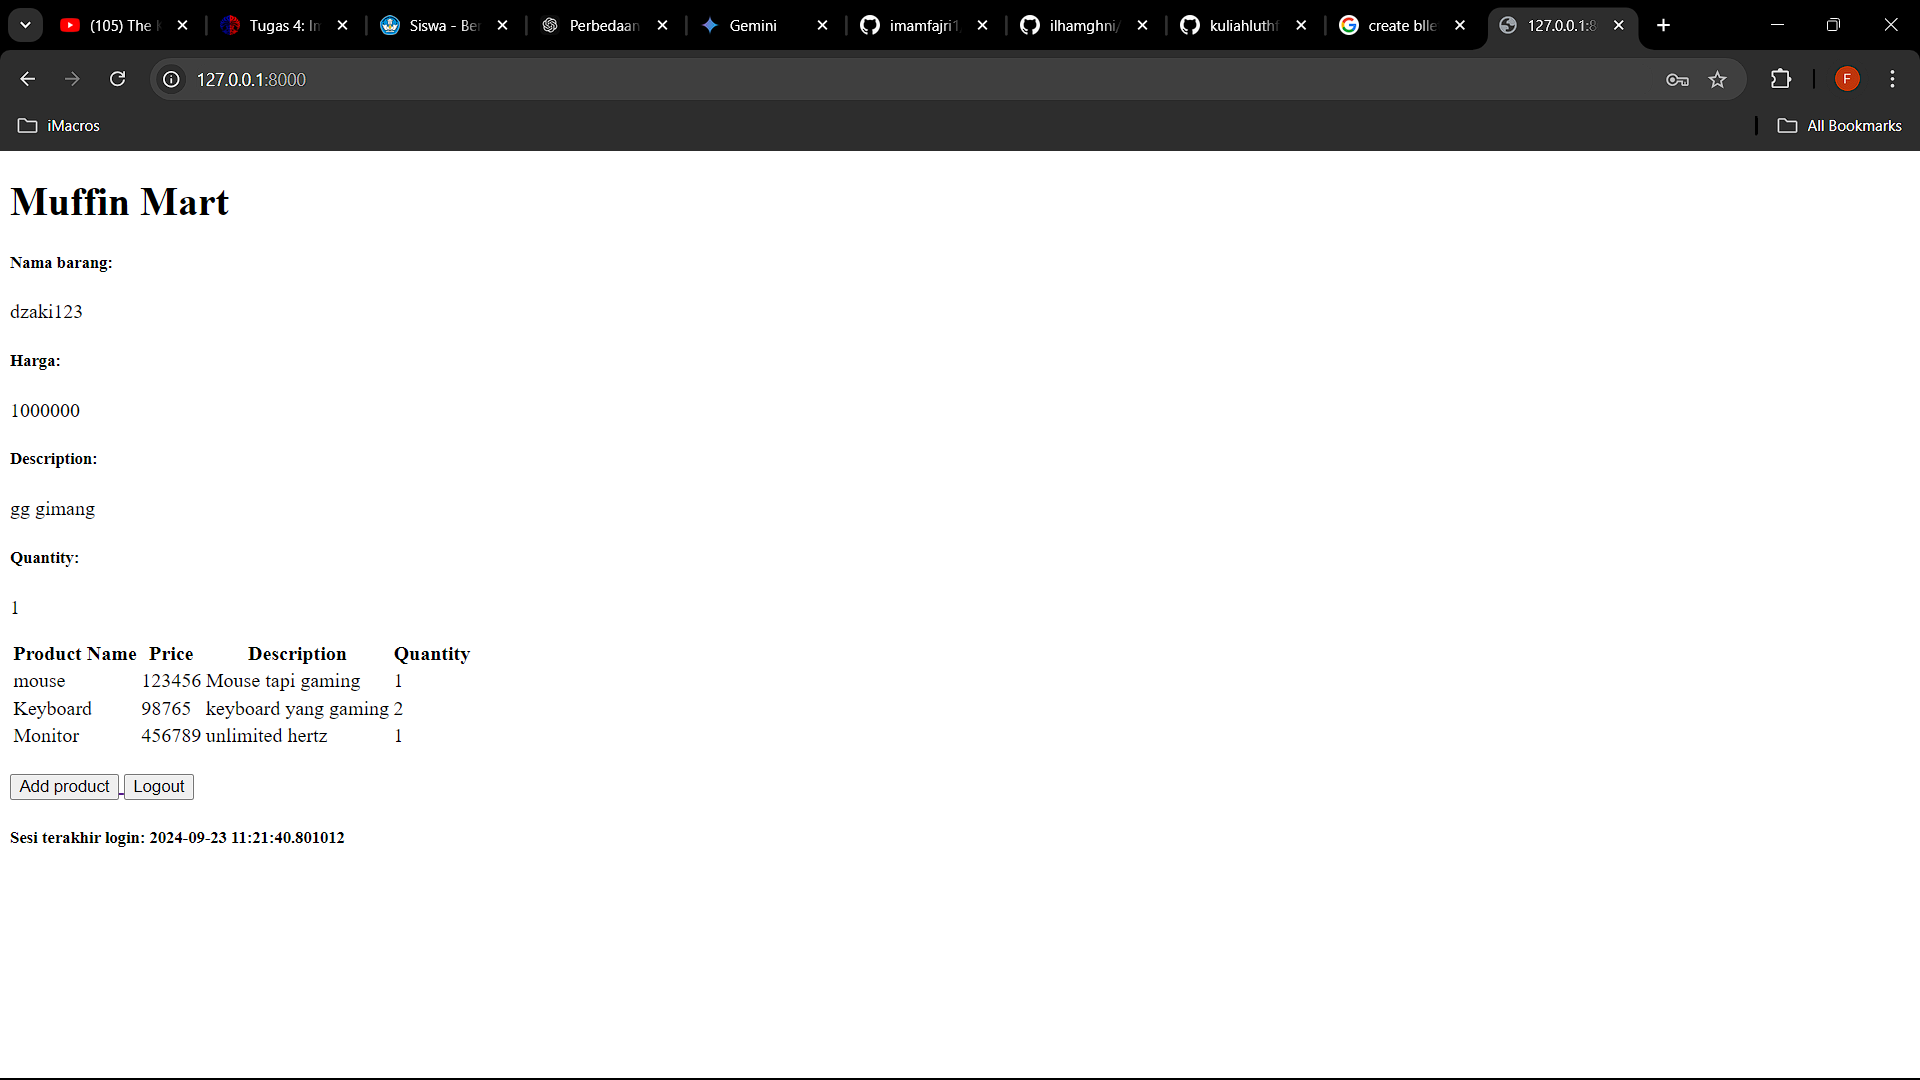 (105) The
Tugas 4: In
Siswa - Ber
Perbedaan
Gemini
imamfajri1
ilhamghni/
kuliahluthf
create blle
127.0.0.1:8
127.0.0.1:8000
F
iMacros
All Bookmarks
Muffin Mart
Nama barang:
dzaki123
Harga:
1000000
Description:
gg gimang
Quantity:
1
Product Name Price Description Quantity
mouse 123456 Mouse tapi gaming 1
Keyboard 98765 keyboard yang gaming 2
Monitor 456789 unlimited hertz 1
Add product Logout
Sesi terakhir login: 2024-09-23 11:21:40.801012